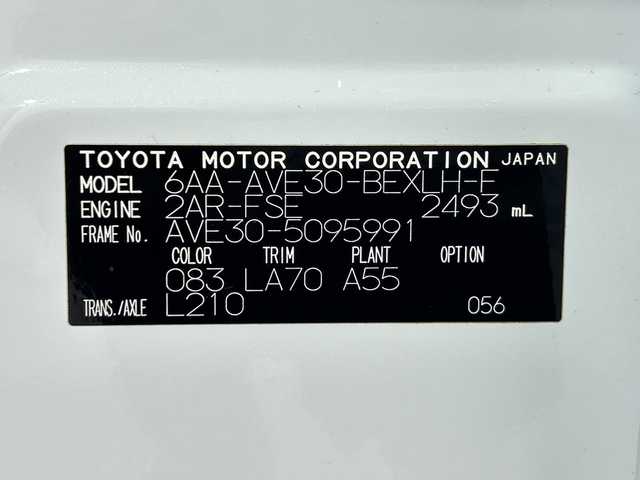 TOYOTA MOTOR CORPORATION JAPAN
MODEL 6AA-AVE30-BEXLH-E
ENGINE 2AR-FSE 2493 mL
FRAME No. AVE30-5095991
COLOR TRIM PLANT OPTION
083 LA70 A55
TRANS./AXLE L210 056